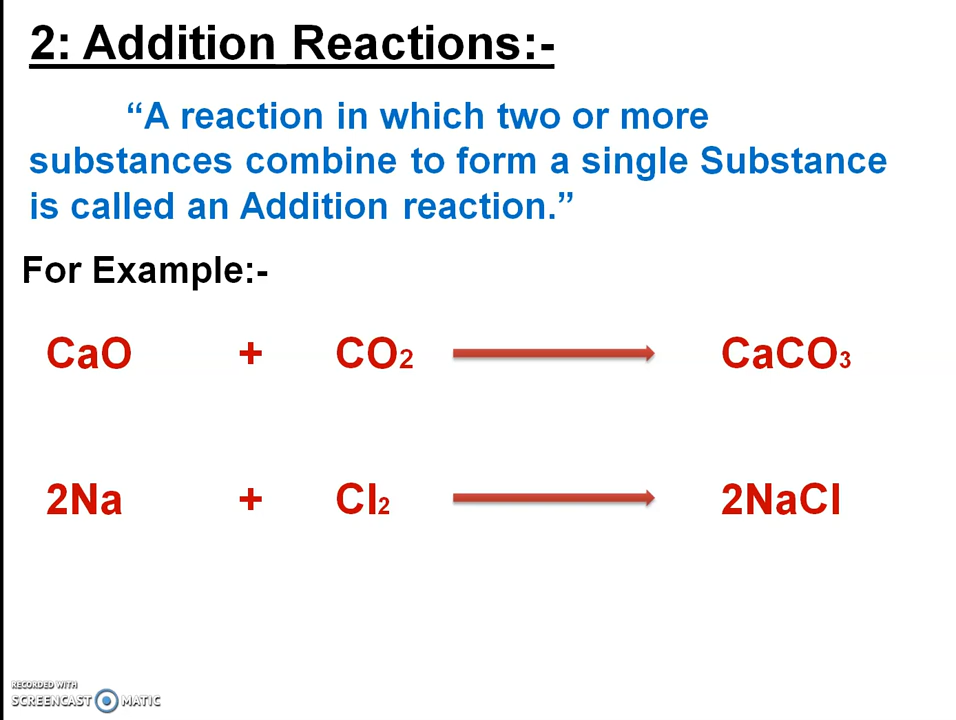 2: Addition Reactions:-
“A reaction in which two or more
substances combine to form a single Substance
is called an Addition reaction.”
For Example:-
CaO + CO2 → CaCO3
2Na + Cl2 → 2NaCl
RECORDED WITH
SCREENCAST MATIC